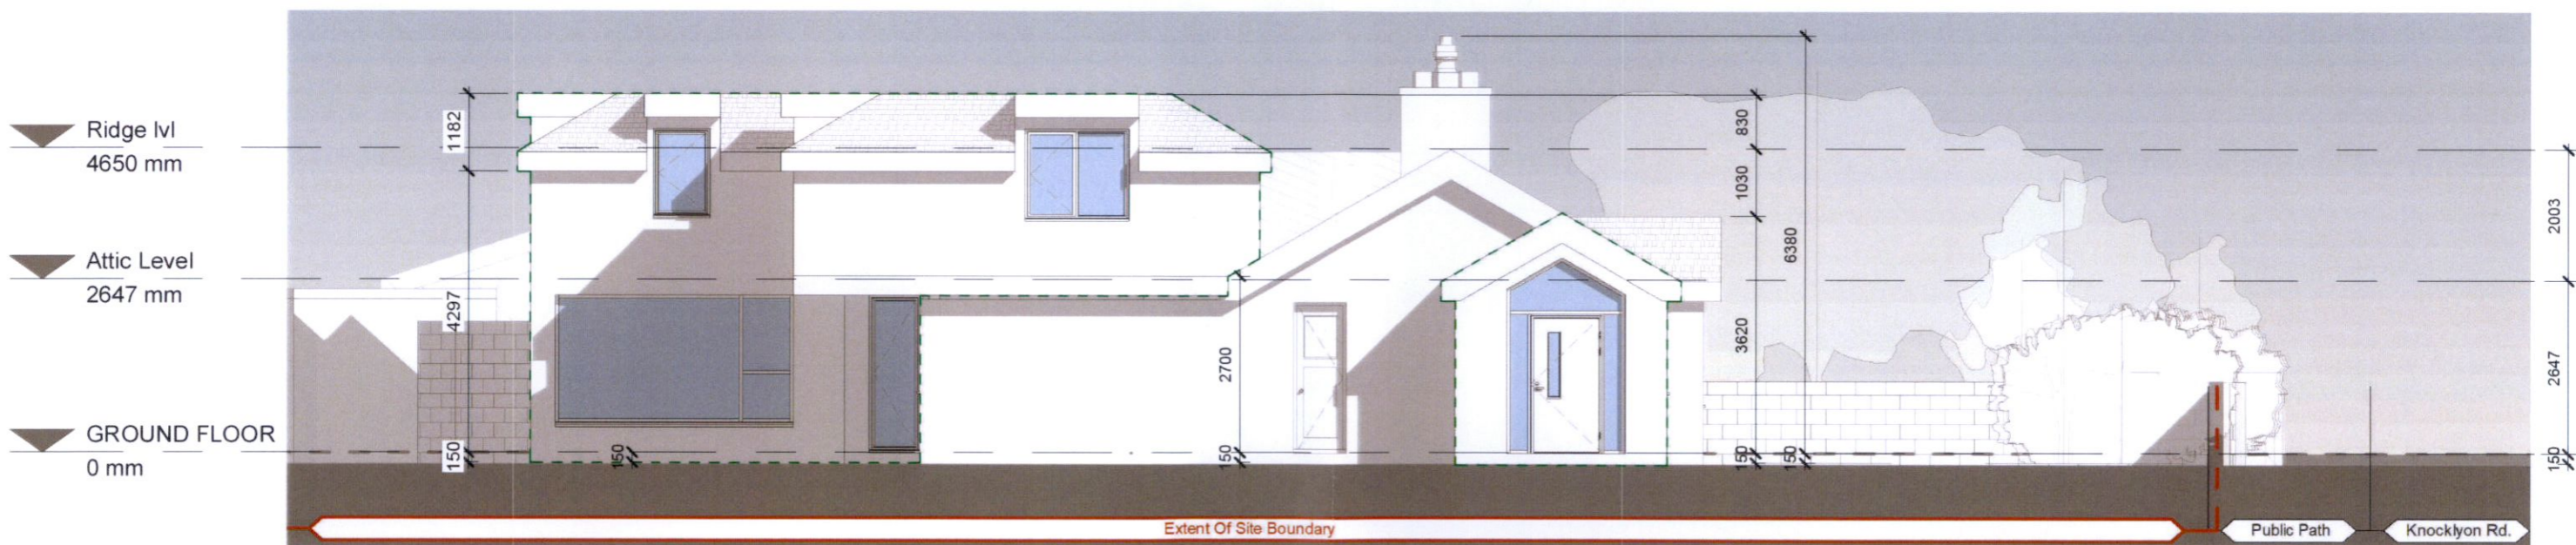 Ridge lvl
4650 mm
Attic Level
2647 mm
GROUND FLOOR
0 mm
1182
4297
150
150
2700
150
830
1030
3620
150
6380
150
2003
2647
150
Extent Of Site Boundary
Public Path
Knocklyon Rd.